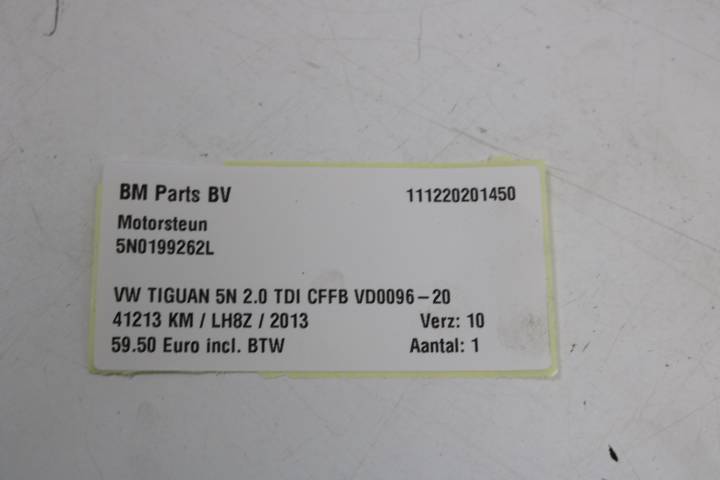 BM Parts BV 111220201450
Motorsteun
5N0199262L
VW TIGUAN 5N 2.0 TDI CFFB VD0096-20
41213 KM / LH8Z / 2013 Verz: 10
59.50 Euro incl. BTW Aantal: 1